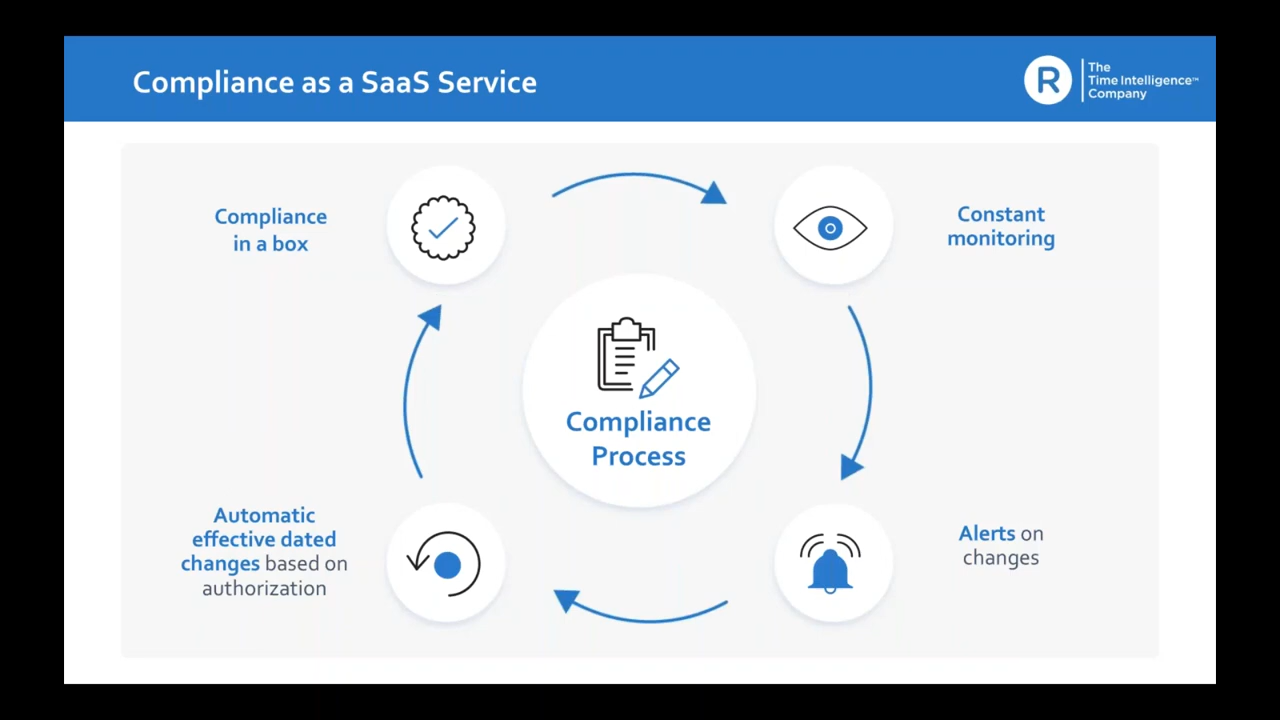 Compliance as a SaaS Service
R
The
Time Intelligence™
Company
Compliance
in a box
Constant
monitoring
Compliance
Process
Automatic
effective dated
changes based on
authorization
Alerts on
changes